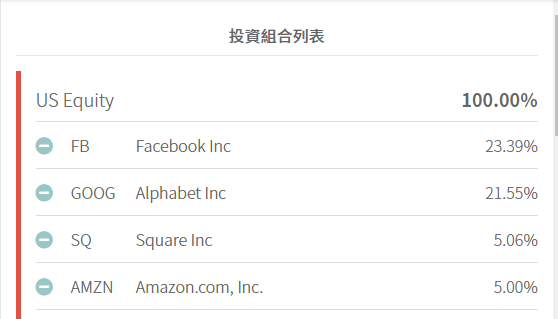 投資組合列表
US Equity 100.00%
FB Facebook Inc 23.39%
GOOG Alphabet Inc 21.55%
SQ Square Inc 5.06%
AMZN Amazon.com, Inc. 5.00%